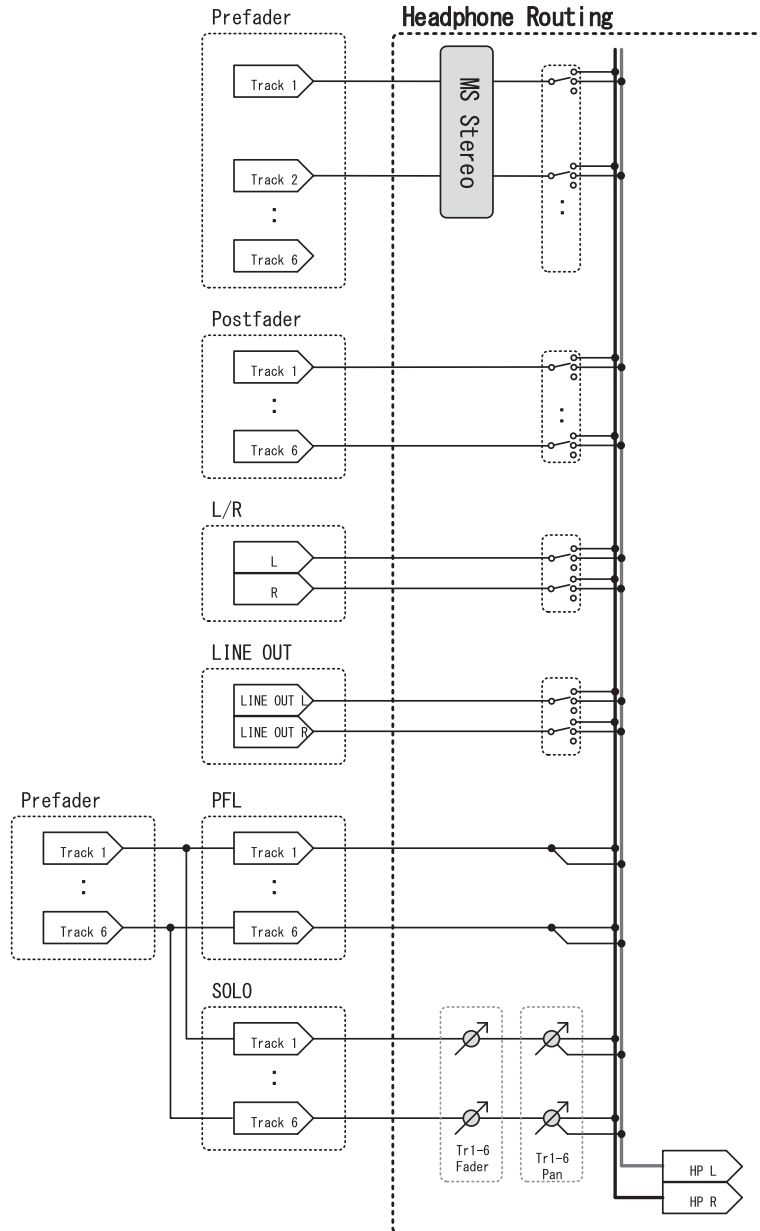 Prefader
Headphone Routing
Track 1
MS Stereo
Track 2
:
:
Track 6
Postfader
Track 1
:
:
Track 6
L/R
L
R
LINE OUT
LINE OUT L
LINE OUT R
Prefader
PFL
Track 1
Track 1
:
:
Track 6
Track 6
SOLO
Track 1
:
Track 6
Tr1-6
Fader
Tr1-6
Pan
HP L
HP R